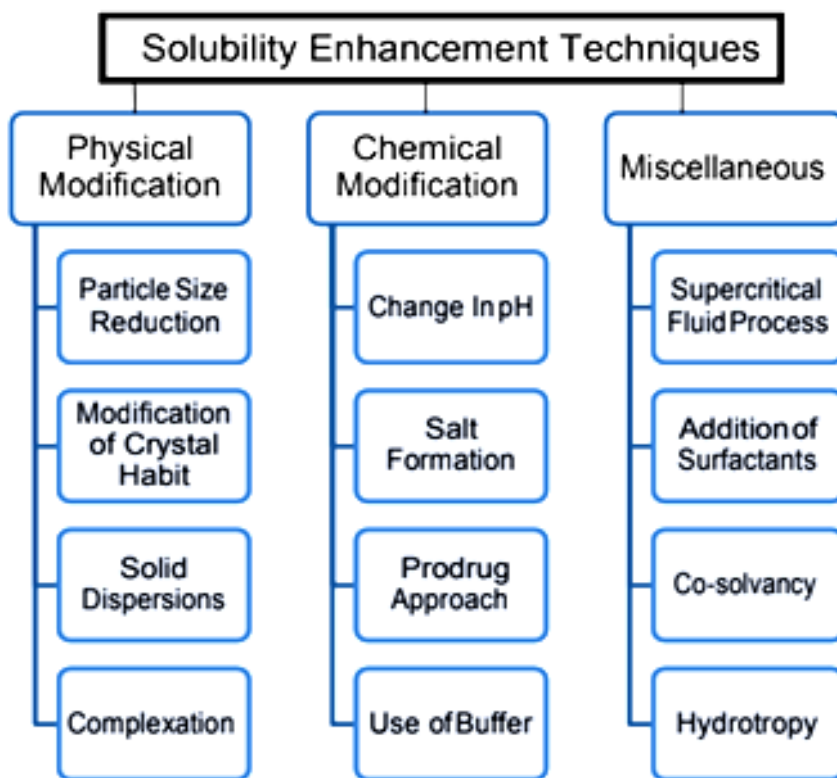 Solubility Enhancement Techniques
Physical
Modification
Particle Size
Reduction
Modification
of Crystal
Habit
Solid
Dispersions
Complexation
Chemical
Modification
Change In pH
Salt
Formation
Prodrug
Approach
Use of Buffer
Miscellaneous
Supercritical
Fluid Process
Addition of
Surfactants
Co-solvancy
Hydrotropy